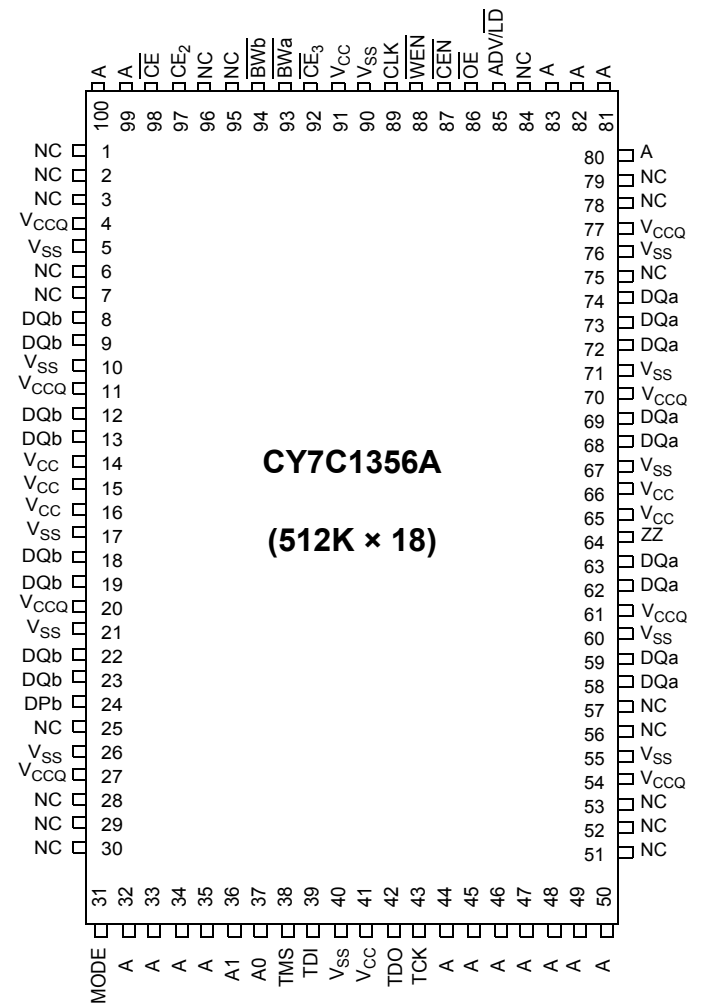 A
A
CE
CE2
NC
NC
BWb
BWa
CE3
VCC
VSS
CLK
WEN
CEN
OE
ADV/LD
NC
A
A
A
100
99
98
97
96
95
94
93
92
91
90
89
88
87
86
85
84
83
82
81
NC 1
NC 2
NC 3
VCCQ 4
VSS 5
NC 6
NC 7
DQb 8
DQb 9
VSS 10
VCCQ 11
DQb 12
DQb 13
VCC 14
VCC 15
VCC 16
VSS 17
DQb 18
DQb 19
VCCQ 20
VSS 21
DQb 22
DQb 23
DPb 24
NC 25
VSS 26
VCCQ 27
NC 28
NC 29
NC 30
CY7C1356A
(512K × 18)
80 A
79 NC
78 NC
77 VCCQ
76 VSS
75 NC
74 DQa
73 DQa
72 DQa
71 VSS
70 VCCQ
69 DQa
68 DQa
67 VSS
66 VCC
65 VCC
64 ZZ
63 DQa
62 DQa
61 VCCQ
60 VSS
59 DQa
58 DQa
57 NC
56 NC
55 VSS
54 VCCQ
53 NC
52 NC
51 NC
31
32
33
34
35
36
37
38
39
40
41
42
43
44
45
46
47
48
49
50
MODE
A
A
A
A
A1
A0
TMS
TDI
VSS
VCC
TDO
TCK
A
A
A
A
A
A
A